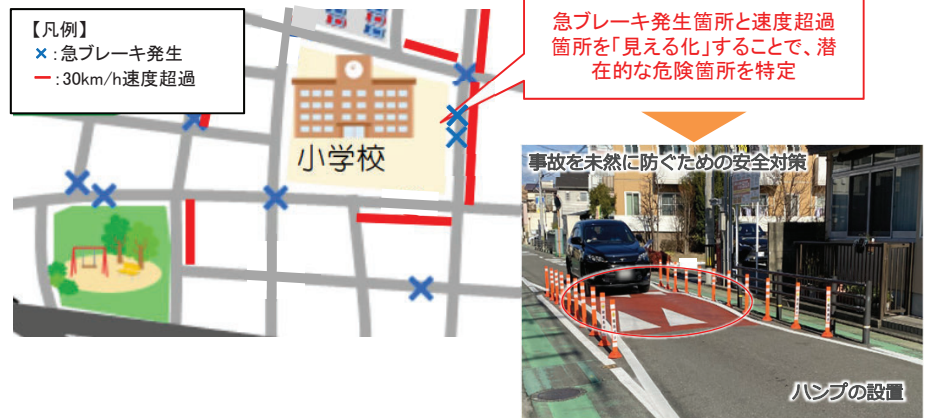 【凡例】
×：急ブレーキ発生
ー：30km/h速度超過
小学校
急ブレーキ発生箇所と速度超過
箇所を「見える化」することで、潜
在的な危険箇所を特定
事故を未然に防ぐための安全対策
ハンプの設置